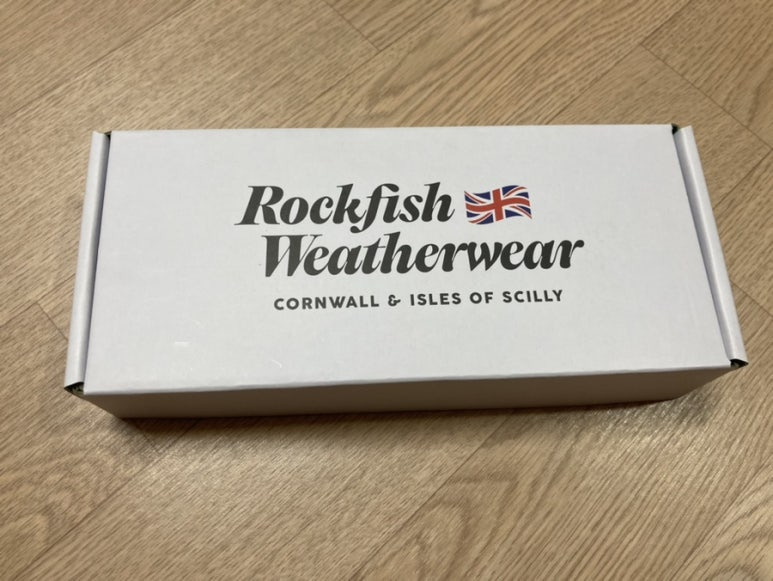 Rockfish
Weatherwear
CORNWALL & ISLES OF SCILLY